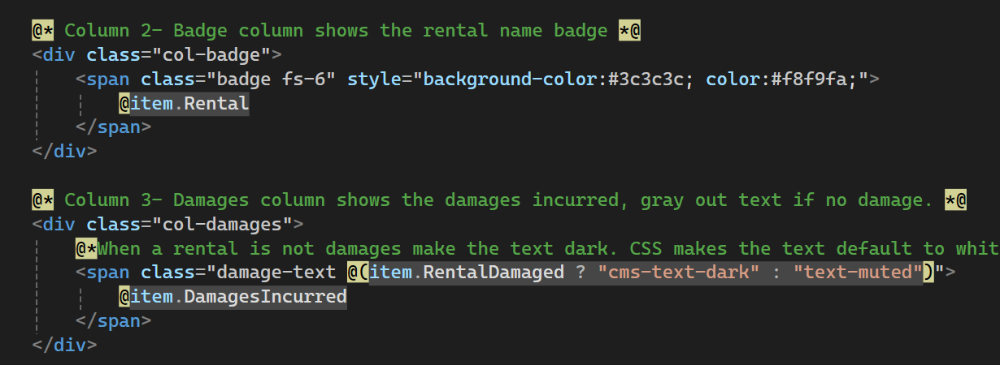 @* Column 2- Badge column shows the rental name badge *@
<div class="col-badge">
<span class="badge fs-6" style="background-color:#3c3c3c; color:#f8f9fa;">
@item.Rental
</span>
</div>
@* Column 3- Damages column shows the damages incurred, gray out text if no damage. *@
<div class="col-damages">
@*When a rental is not damages make the text dark. CSS makes the text default to whit
<span class="damage-text @(item.RentalDamaged ? "cms-text-dark" : "text-muted")">
@item.DamagesIncurred
</span>
</div>